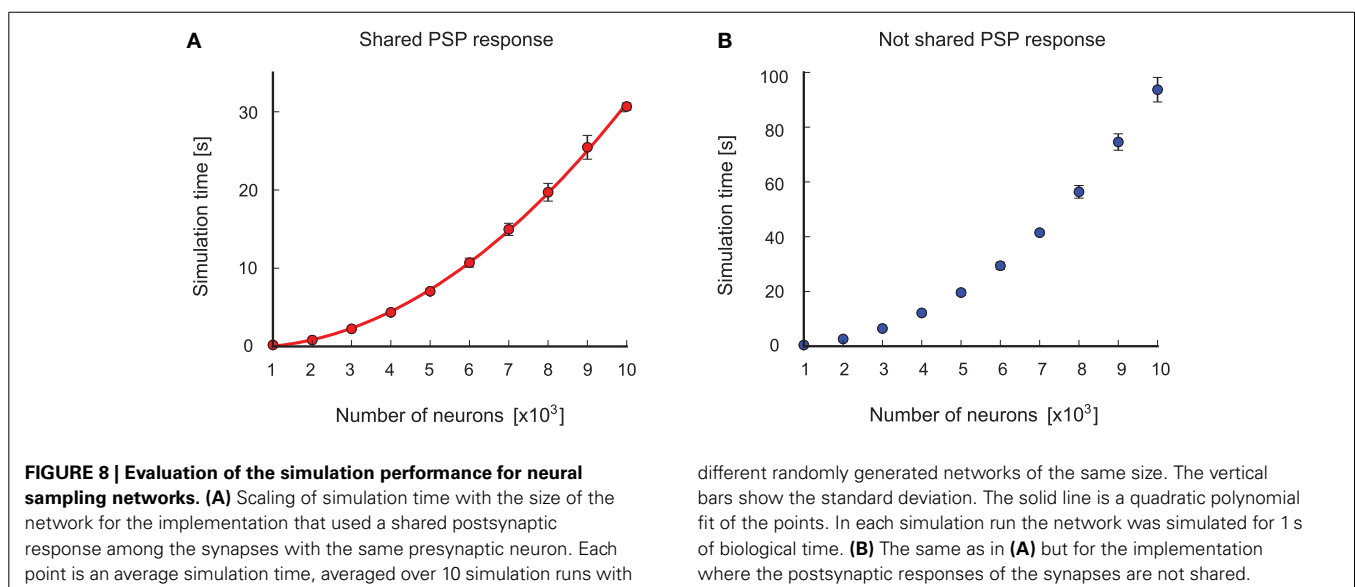 A
Shared PSP response
Simulation time [s]
30
20
10
0
1 2 3 4 5 6 7 8 9 10
Number of neurons [x10³]
B
Not shared PSP response
Simulation time [s]
100
80
60
40
20
0
1 2 3 4 5 6 7 8 9 10
Number of neurons [x10³]
FIGURE 8 | Evaluation of the simulation performance for neural
sampling networks. (A) Scaling of simulation time with the size of the
network for the implementation that used a shared postsynaptic
response among the synapses with the same presynaptic neuron. Each
point is an average simulation time, averaged over 10 simulation runs with
different randomly generated networks of the same size. The vertical
bars show the standard deviation. The solid line is a quadratic polynomial
fit of the points. In each simulation run the network was simulated for 1 s
of biological time. (B) The same as in (A) but for the implementation
where the postsynaptic responses of the synapses are not shared.